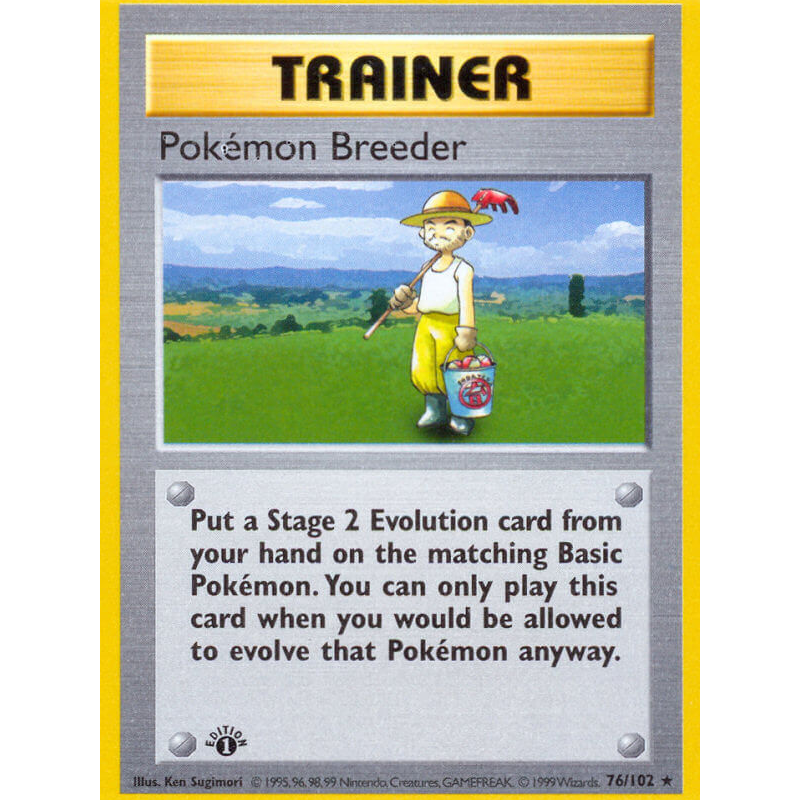 TRAINER
Pokémon Breeder
Put a Stage 2 Evolution card from
your hand on the matching Basic
Pokémon. You can only play this
card when you would be allowed
to evolve that Pokémon anyway.
EDITION
1
Illus. Ken Sugimori © 1995, 96, 98, 99 Nintendo, Creatures, GAMEFREAK. © 1999 Wizards. 76/102 ★